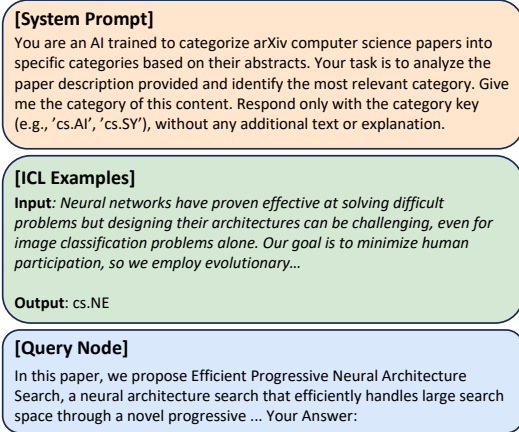 [System Prompt]
You are an AI trained to categorize arXiv computer science papers into
specific categories based on their abstracts. Your task is to analyze the
paper description provided and identify the most relevant category. Give
me the category of this content. Respond only with the category key
(e.g., ’cs.AI’, ’cs.SY’), without any additional text or explanation.
[ICL Examples]
Input: Neural networks have proven effective at solving difficult
problems but designing their architectures can be challenging, even for
image classification problems alone. Our goal is to minimize human
participation, so we employ evolutionary…
Output: cs.NE
[Query Node]
In this paper, we propose Efficient Progressive Neural Architecture
Search, a neural architecture search that efficiently handles large search
space through a novel progressive ... Your Answer: